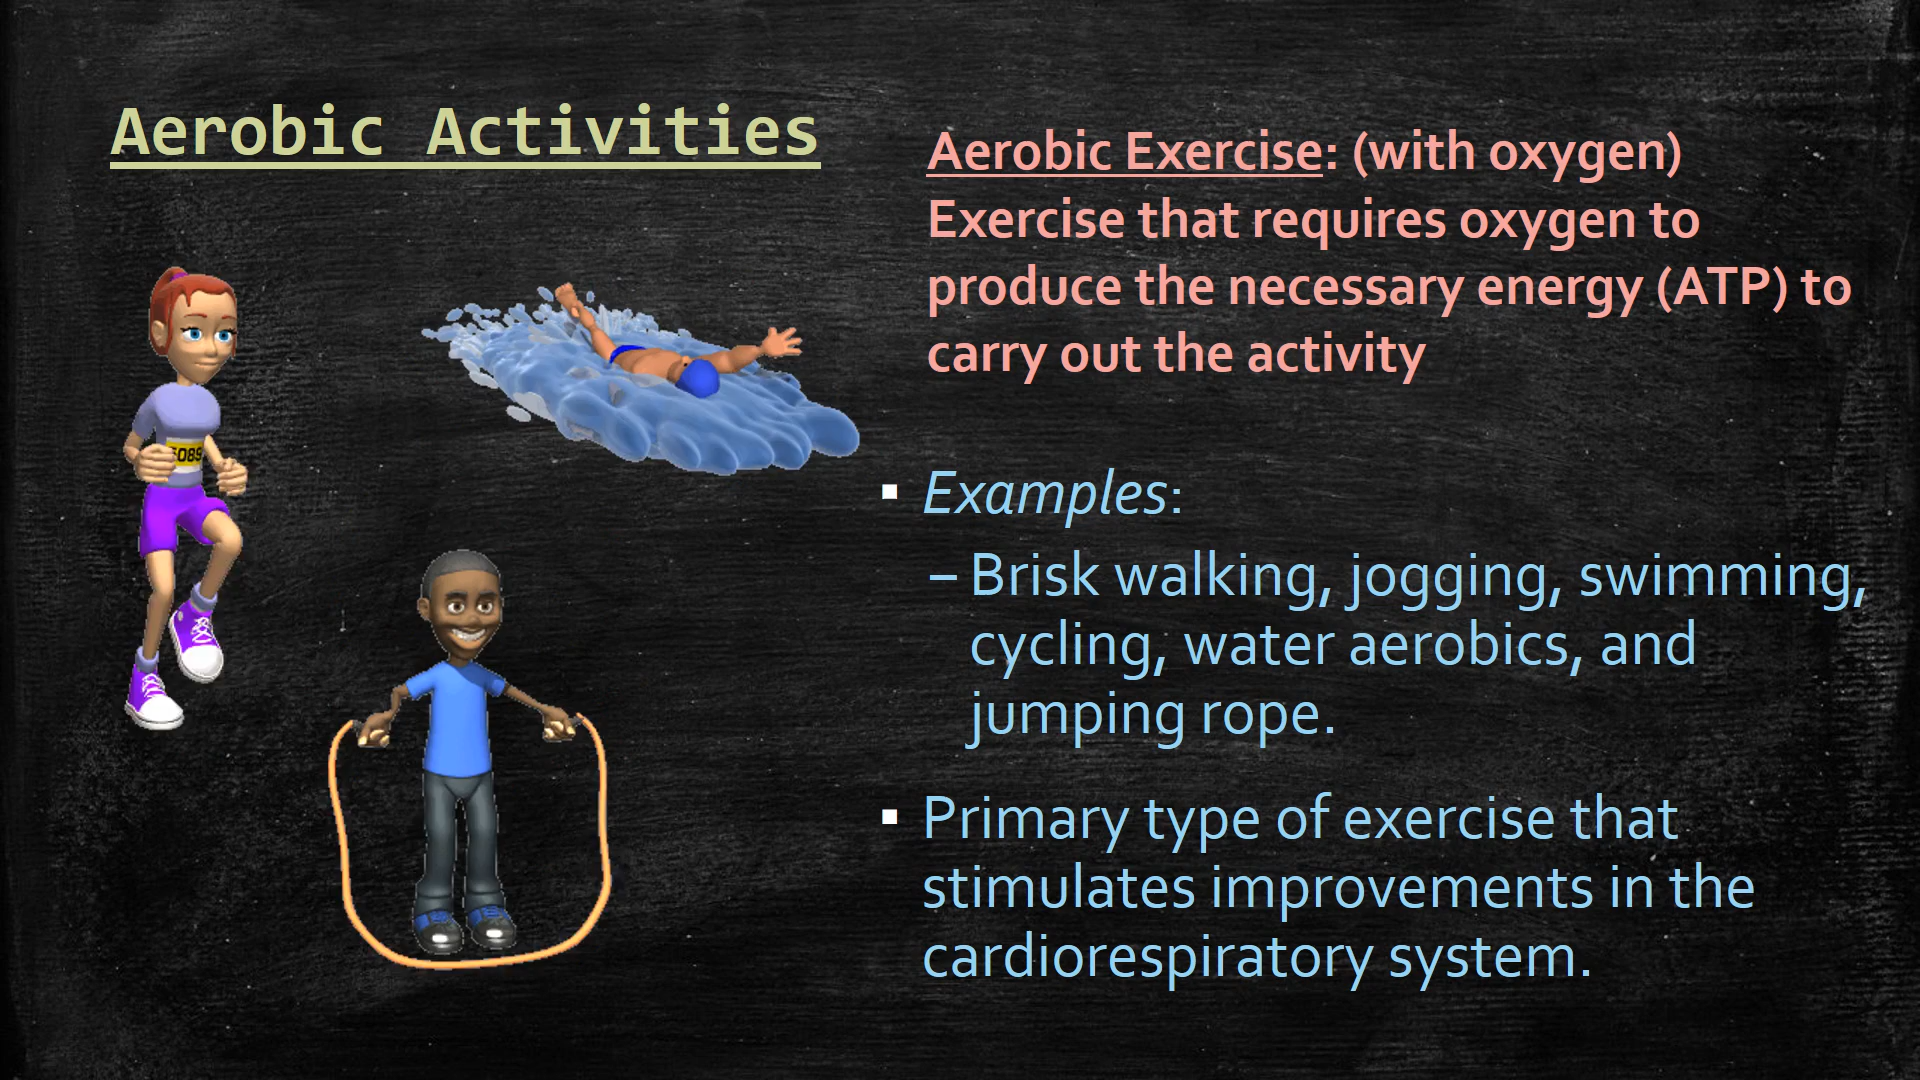 Aerobic Activities
Aerobic Exercise: (with oxygen)
Exercise that requires oxygen to
produce the necessary energy (ATP) to
carry out the activity
▪ Examples:
– Brisk walking, jogging, swimming,
cycling, water aerobics, and
jumping rope.
▪ Primary type of exercise that
stimulates improvements in the
cardiorespiratory system.